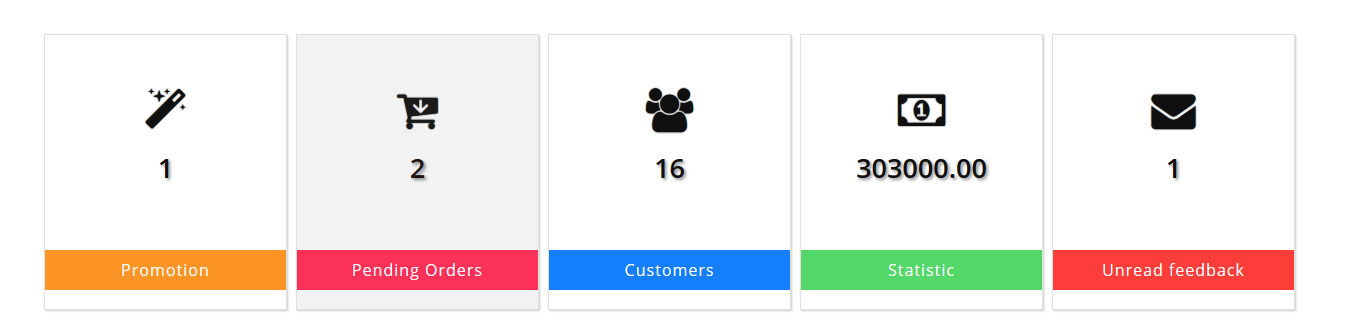 1
2
16
303000.00
1
Promotion
Pending Orders
Customers
Statistic
Unread feedback